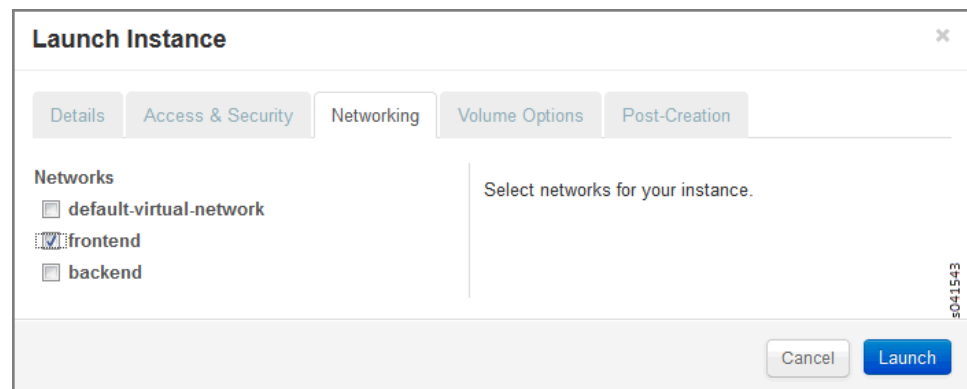 Launch Instance ×
Details Access & Security Networking Volume Options Post-Creation
Networks
Select networks for your instance.
default-virtual-network
frontend
backend
s041543
Cancel Launch